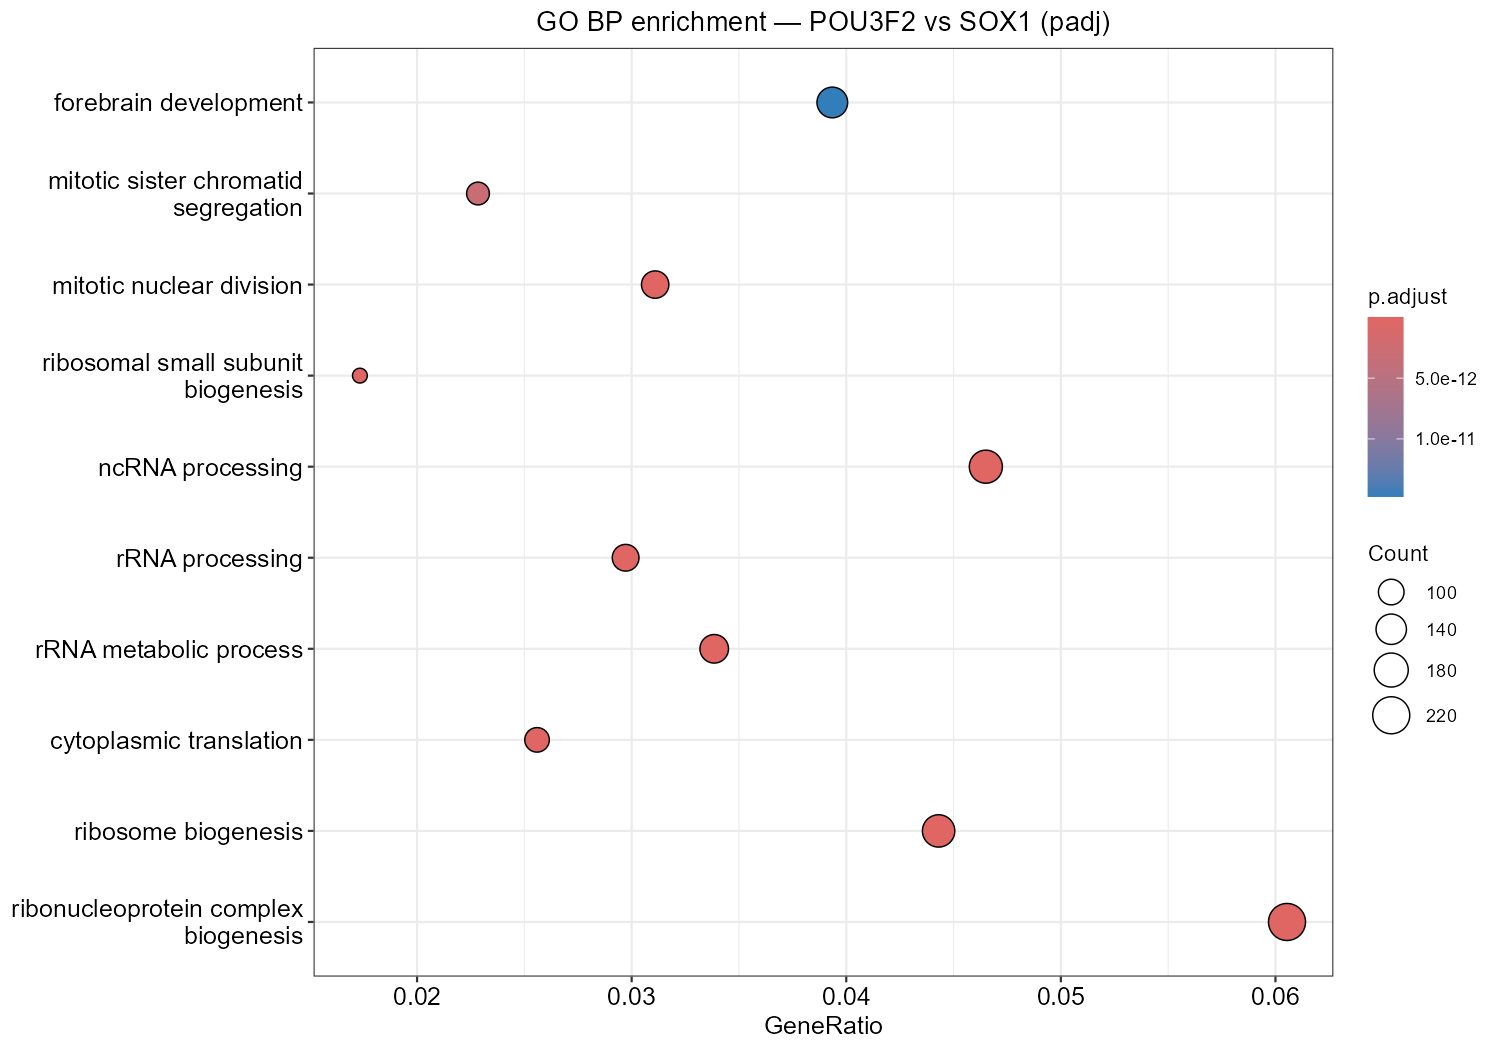 GO BP enrichment — POU3F2 vs SOX1 (padj)
forebrain development
mitotic sister chromatid
segregation
mitotic nuclear division
ribosomal small subunit
biogenesis
ncRNA processing
rRNA processing
rRNA metabolic process
cytoplasmic translation
ribosome biogenesis
ribonucleoprotein complex
biogenesis
0.02
0.03
0.04
0.05
0.06
GeneRatio
p.adjust
5.0e-12
1.0e-11
Count
100
140
180
220